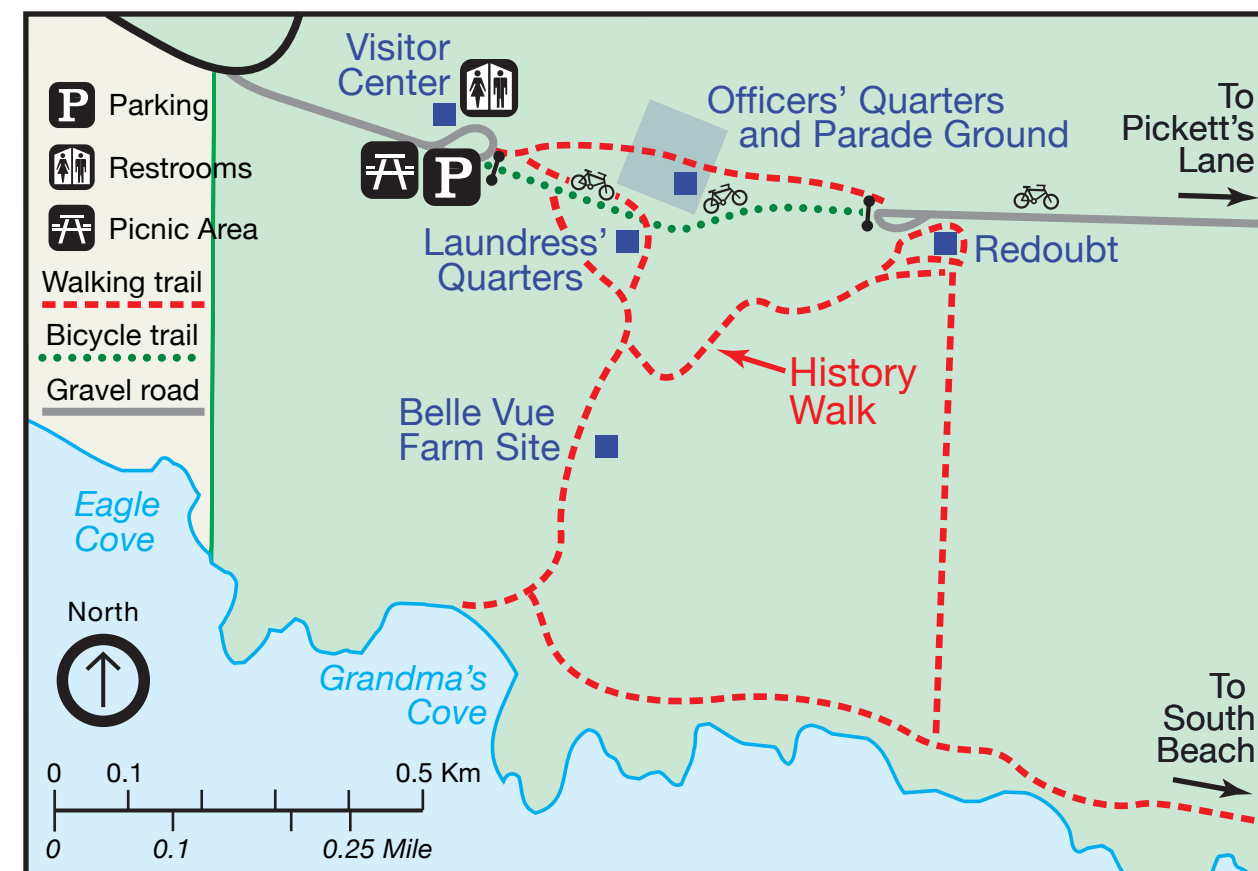 Visitor
Center
Officers’ Quarters
and Parade Ground
To
Pickett’s
Lane
P
Parking
Restrooms
Picnic Area
P
Walking trail
Bicycle trail
Gravel road
Laundress’
Quarters
Redoubt
History
Walk
Belle Vue
Farm Site
Eagle
Cove
North
Grandma’s
Cove
To
South
Beach
0 0.1 0.5 Km
0 0.1 0.25 Mile